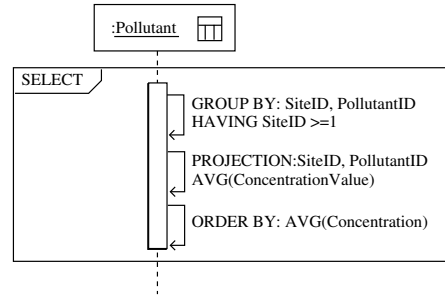 :Pollutant
SELECT
GROUP BY: SiteID, PollutantID
HAVING SiteID >=1
PROJECTION:SiteID, PollutantID
AVG(ConcentrationValue)
ORDER BY: AVG(Concentration)